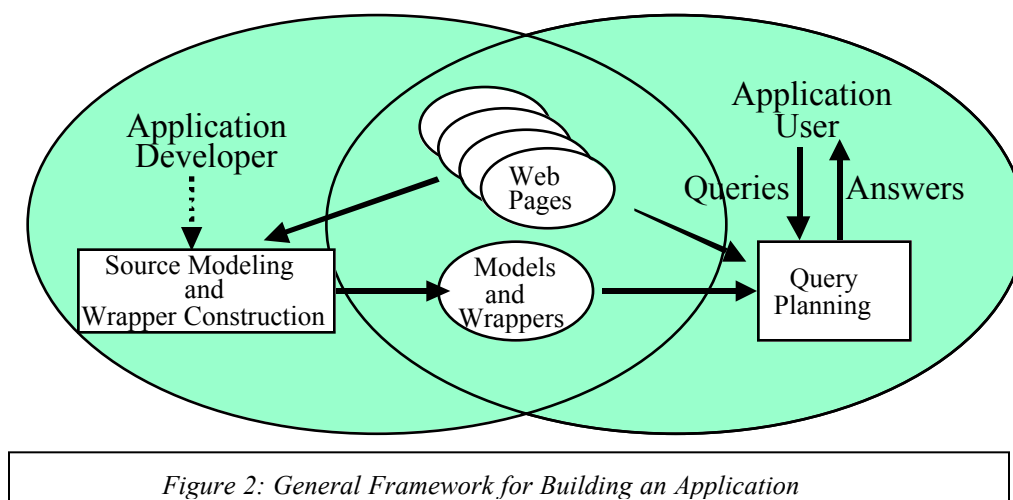 Application
Developer
Source Modeling
and
Wrapper Construction
Web
Pages
Models
and
Wrappers
Application
User
Queries
Answers
Query
Planning
Figure 2: General Framework for Building an Application